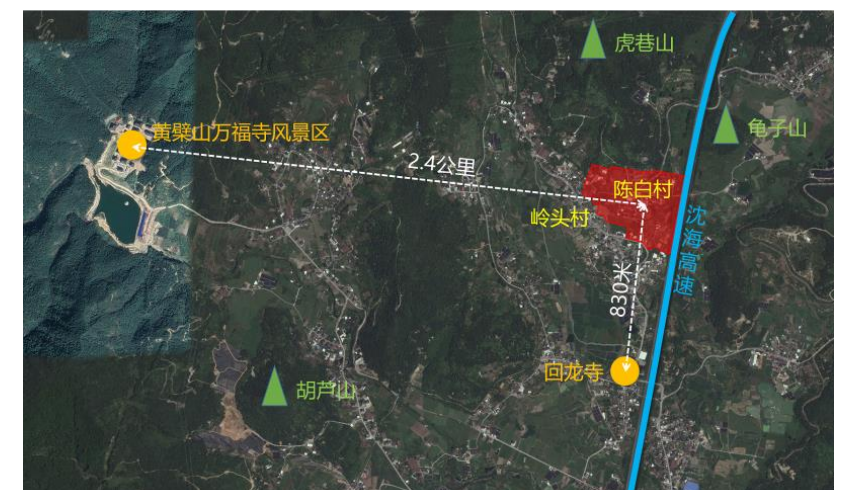 虎巷山
龟子山
黄檗山万福寺风景区
2.4公里
陈白村
岭头村
沈海高速
830米
回龙寺
胡芦山